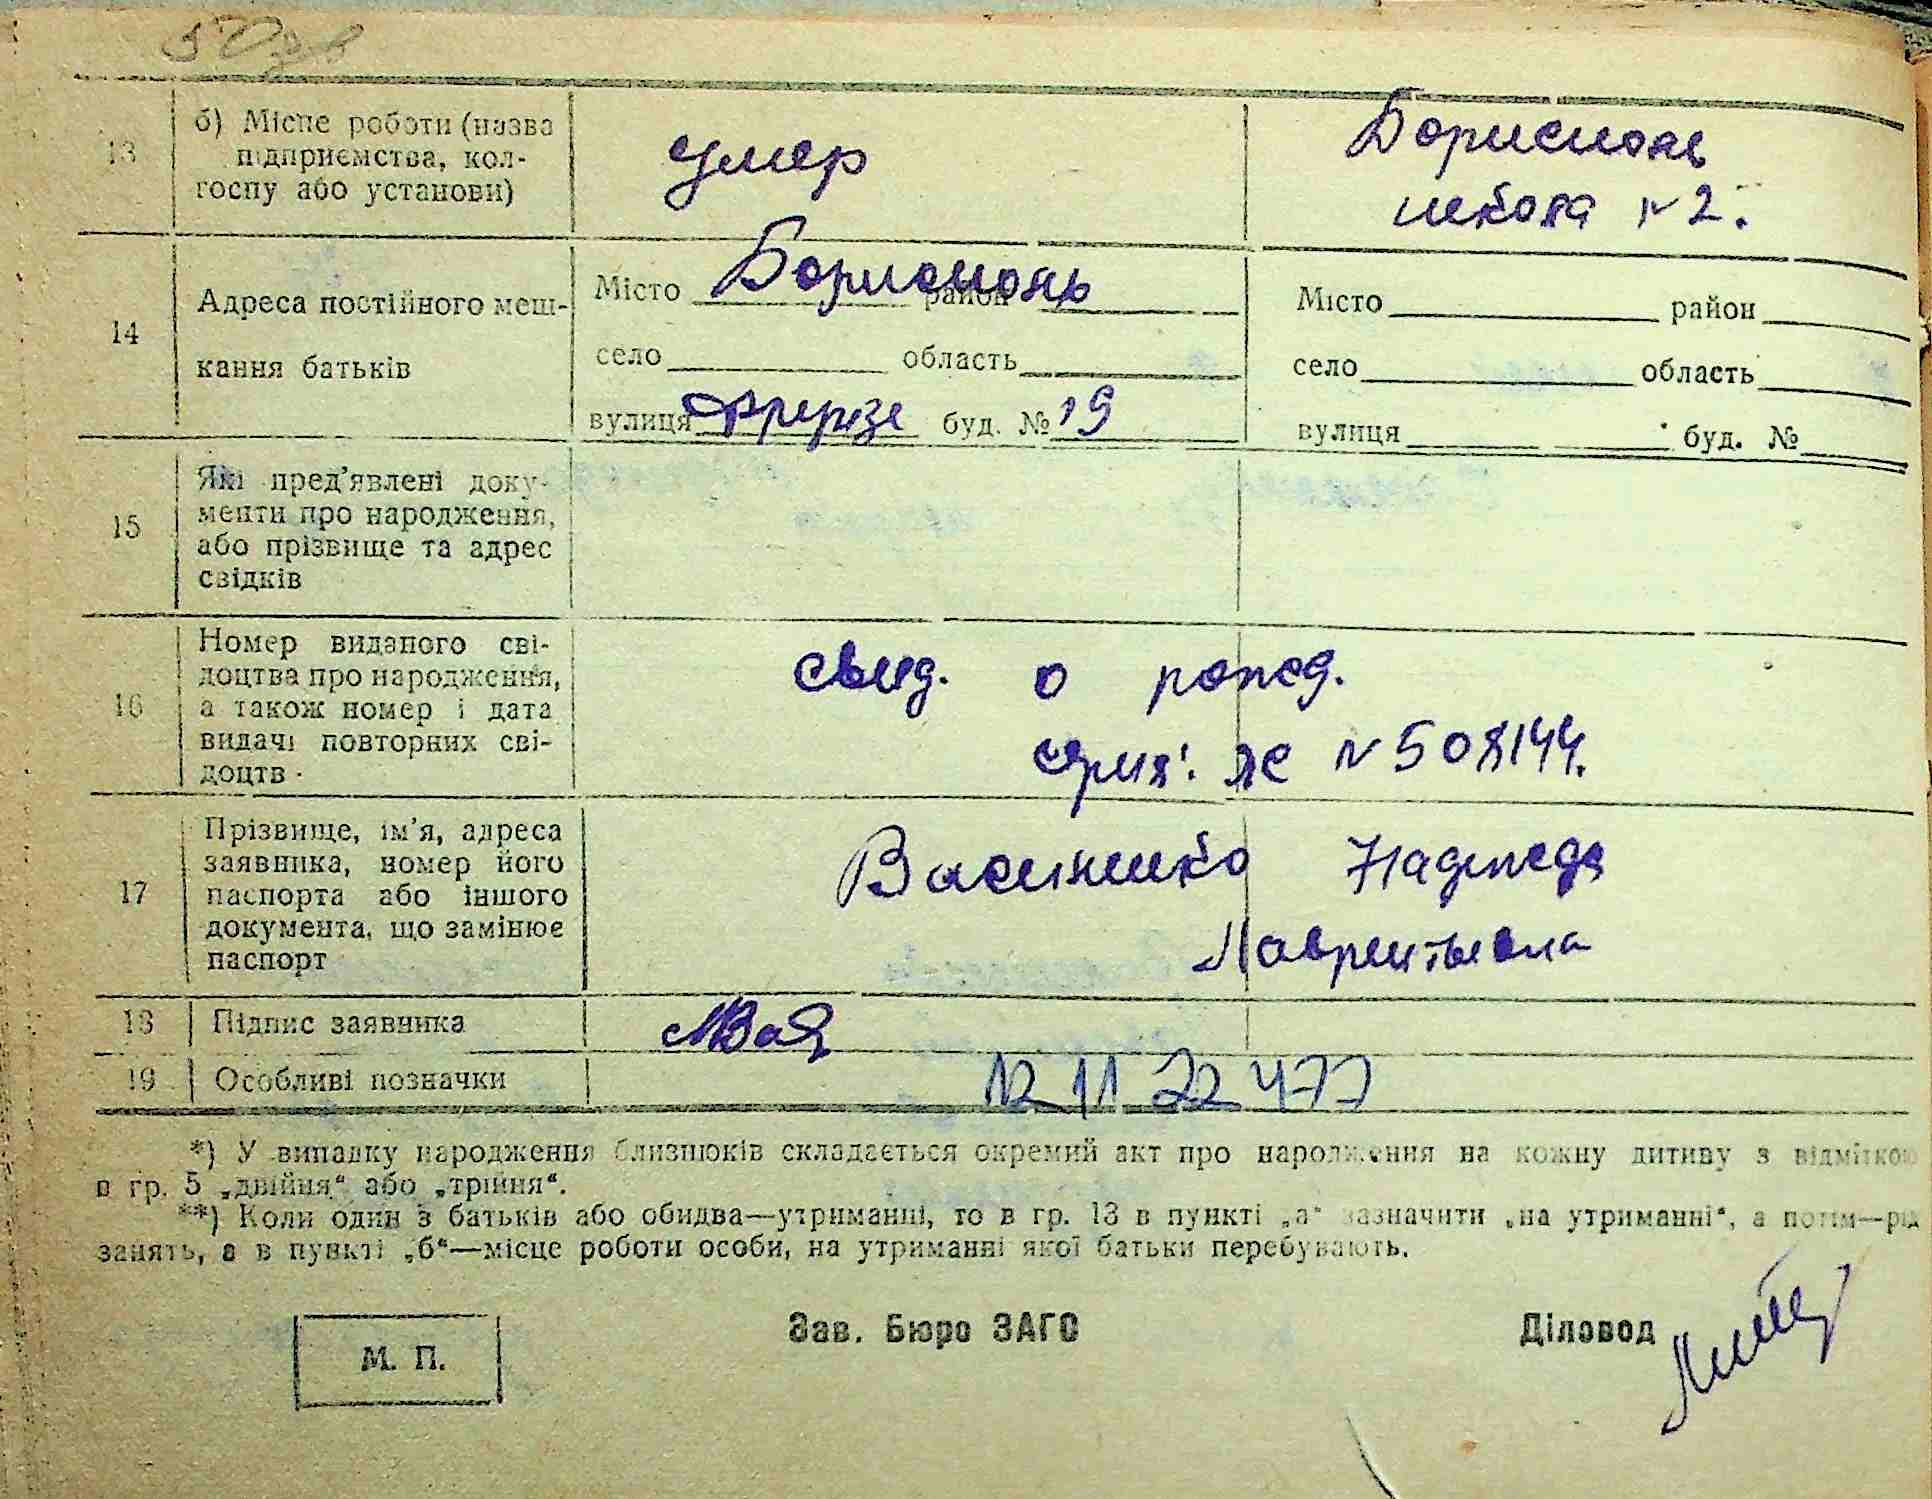 50 зв
13
б) Місце роботи (назва
підприємства, кол-
госпу або установи)
умер
Борисполь
школа №2.
14
Адреса постійного меш-
кання батьків
Місто Борисполь район
село область
вулиця Фрунзе буд. № 19
Місто район
село область
вулиця буд. №
15
Які пред'явлені доку-
менти про народження,
або прізвище та адрес
свідків
16
Номер виданого сві-
доцтва про народження,
а також номер і дата
видачі повторних сві-
доцтв.
свид. о рожд.
серия: яс № 508144.
17
Прізвище, ім'я, адреса
заявника, номер його
паспорта або іншого
документа, що замінює
паспорт
Надежда
Лаврентьевна
18
Підпис заявника
19
Особливі позначки
12 11 22 477
*) У випадку народження близнюків складається окремий акт про народження на кожну дитину з відміткою
в гр. 5 „двійня“ або „трійня“.
**) Коли один з батьків або обидва—утриманні, то в гр. 13 в пункті „а“ зазначити „на утриманні“, а потім—рід
занять, а в пункті „б“—місце роботи особи, на утриманні якої батьки перебувають.
М. П.
Зав. Бюро ЗАГС
Діловод